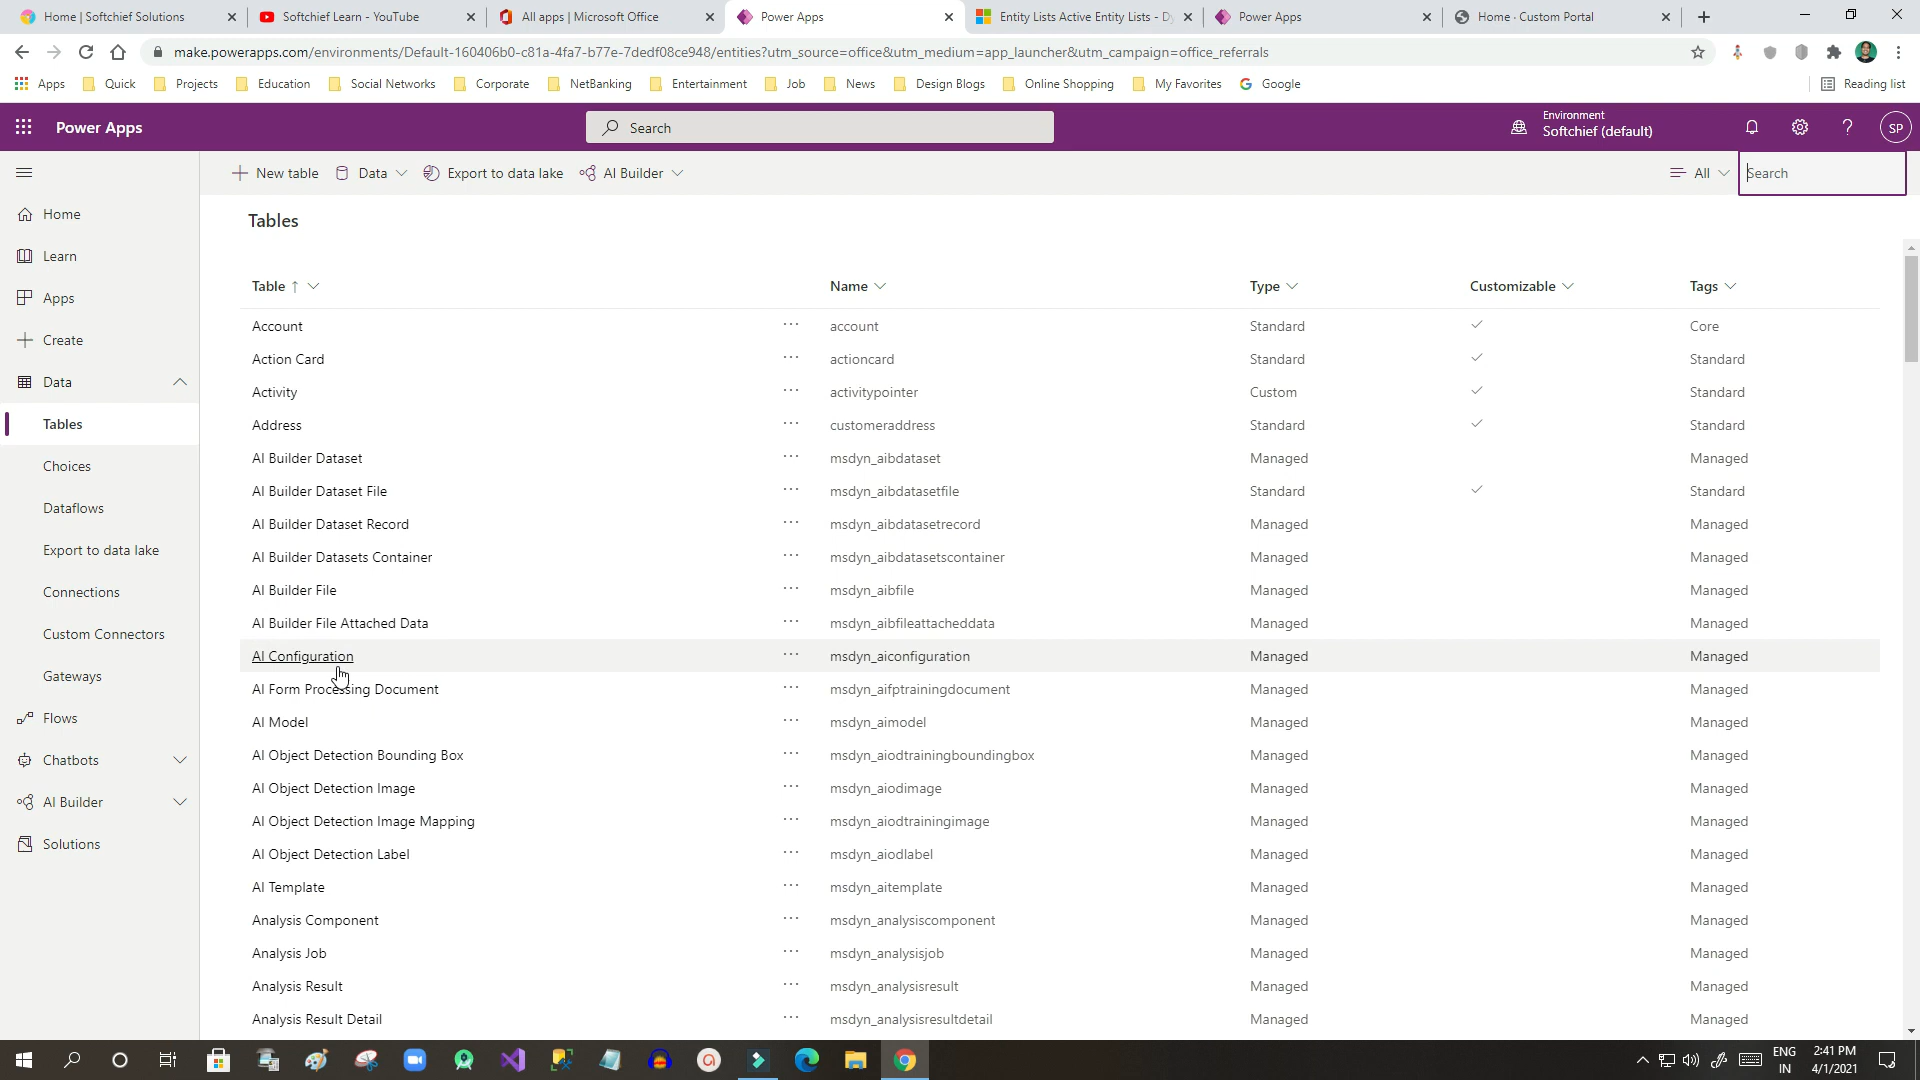 Home | Softchief Solutions
Softchief Learn - YouTube
All apps | Microsoft Office
Power Apps
Entity Lists Active Entity Lists - Dy
Power Apps
Home · Custom Portal
make.powerapps.com/environments/Default-160406b0-c81a-4fa7-b77e-7dedf08ce948/entities?utm_source=office&utm_medium=app_launcher&utm_campaign=office_referrals
Apps Quick Projects Education Social Networks Corporate NetBanking Entertainment Job News Design Blogs Online Shopping My Favorites Google Reading list
Power Apps
Search
Environment
Softchief (default)
SP
New table Data Export to data lake AI Builder All Search
Home
Learn
Apps
Create
Data
Tables
Choices
Dataflows
Export to data lake
Connections
Custom Connectors
Gateways
Flows
Chatbots
AI Builder
Solutions
Tables
Table ↑ Name Type Customizable Tags
Account ··· account Standard ✓ Core
Action Card ··· actioncard Standard ✓ Standard
Activity ··· activitypointer Custom ✓ Standard
Address ··· customeraddress Standard ✓ Standard
AI Builder Dataset ··· msdyn_aibdataset Managed Managed
AI Builder Dataset File ··· msdyn_aibdatasetfile Standard ✓ Standard
AI Builder Dataset Record ··· msdyn_aibdatasetrecord Managed Managed
AI Builder Datasets Container ··· msdyn_aibdatasetscontainer Managed Managed
AI Builder File ··· msdyn_aibfile Managed Managed
AI Builder File Attached Data ··· msdyn_aibfileattacheddata Managed Managed
AI Configuration ··· msdyn_aiconfiguration Managed Managed
AI Form Processing Document ··· msdyn_aifptrainingdocument Managed Managed
AI Model ··· msdyn_aimodel Managed Managed
AI Object Detection Bounding Box ··· msdyn_aiodtrainingboundingbox Managed Managed
AI Object Detection Image ··· msdyn_aiodimage Managed Managed
AI Object Detection Image Mapping ··· msdyn_aiodtrainingimage Managed Managed
AI Object Detection Label ··· msdyn_aiodlabel Managed Managed
AI Template ··· msdyn_aitemplate Managed Managed
Analysis Component ··· msdyn_analysiscomponent Managed Managed
Analysis Job ··· msdyn_analysisjob Managed Managed
Analysis Result ··· msdyn_analysisresult Managed Managed
Analysis Result Detail ··· msdyn_analysisresultdetail Managed Managed
ENG
IN
2:41 PM
4/1/2021